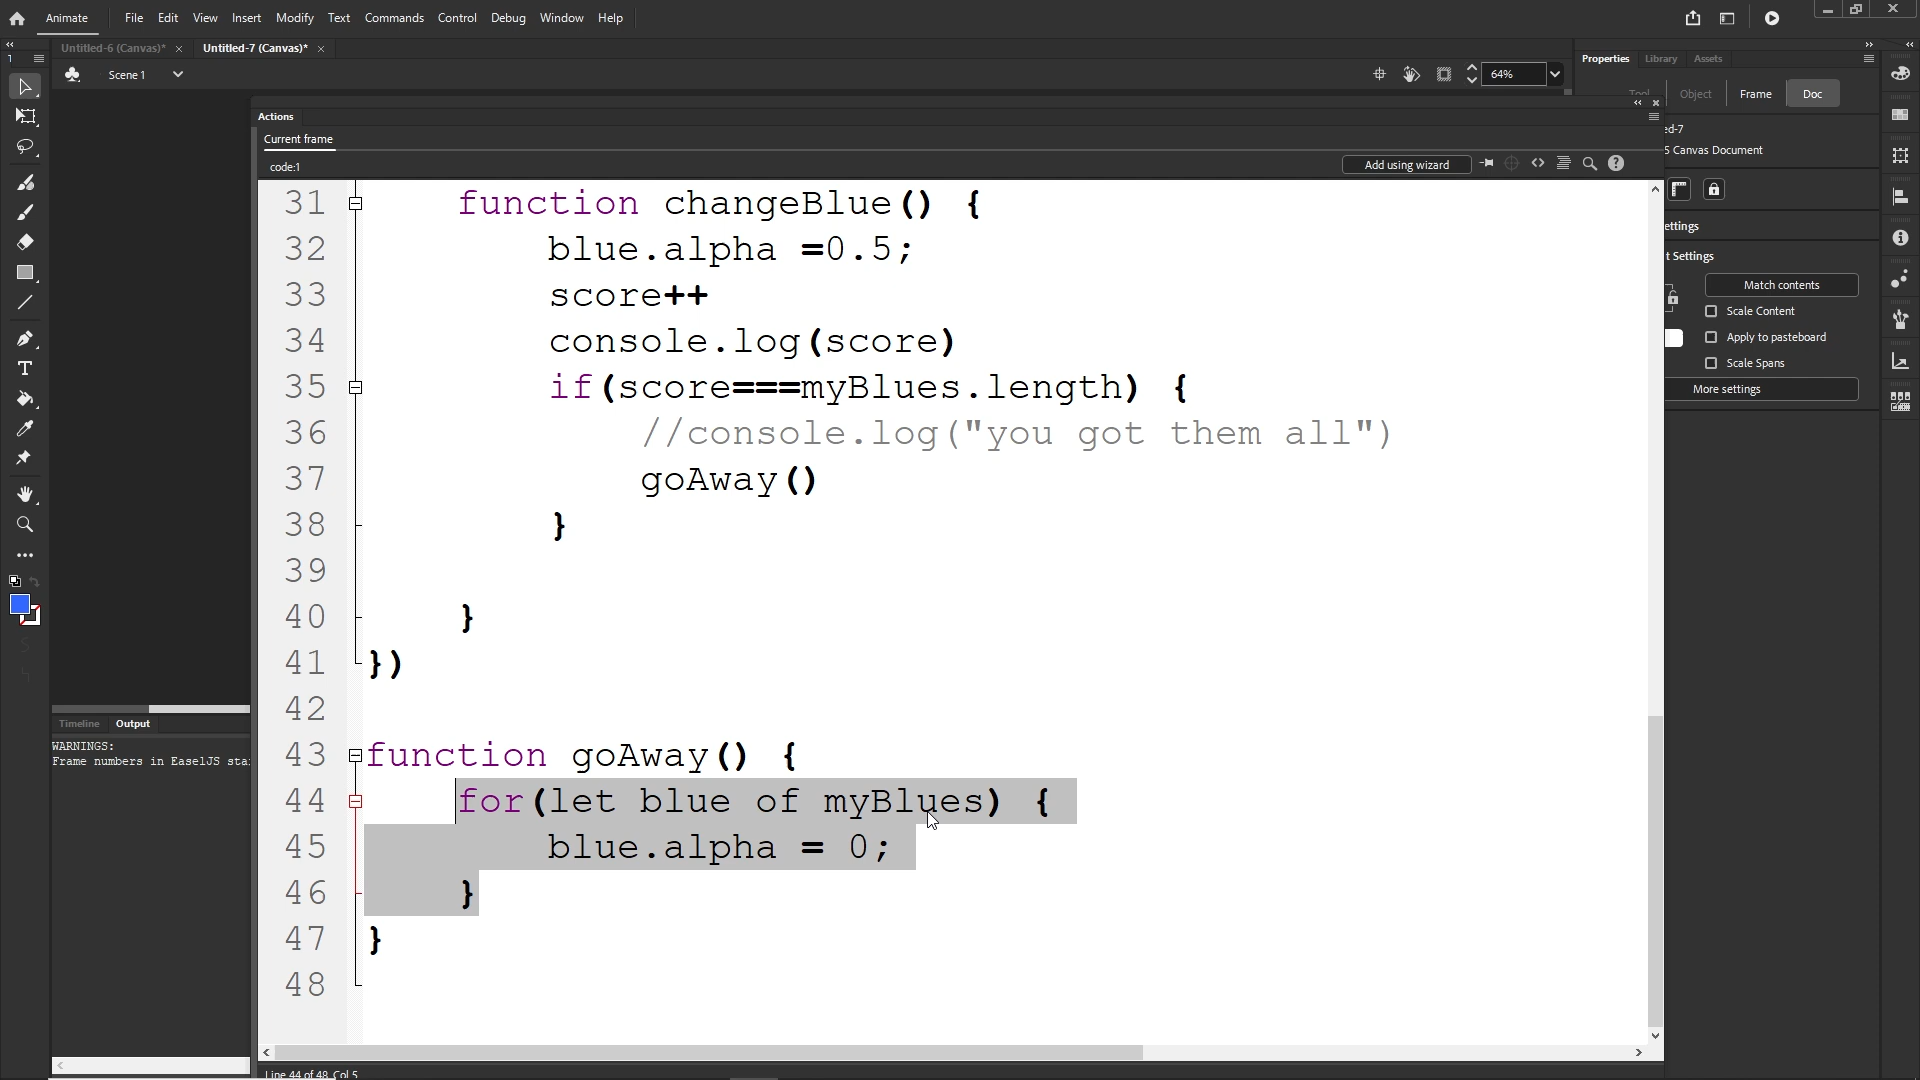 Animate File Edit View Insert Modify Text Commands Control Debug Window Help
Untitled-6 (Canvas)* Untitled-7 (Canvas)*
Scene 1 64%
Properties Library Assets
Tool Object Frame Doc
Actions
Current frame
code:1 Add using wizard
31 function changeBlue() {
32 blue.alpha =0.5;
33 score++
34 console.log(score)
35 if(score===myBlues.length) {
36 //console.log("you got them all")
37 goAway()
38 }
39
40 }
41 })
42
43 function goAway() {
44 for(let blue of myBlues) {
45 blue.alpha = 0;
46 }
47 }
48
Line 44 of 48, Col 5
Timeline Output
WARNINGS:
Frame numbers in EaselJS sta
ed-7
5 Canvas Document
ettings
t Settings
Match contents
Scale Content
Apply to pasteboard
Scale Spans
More settings